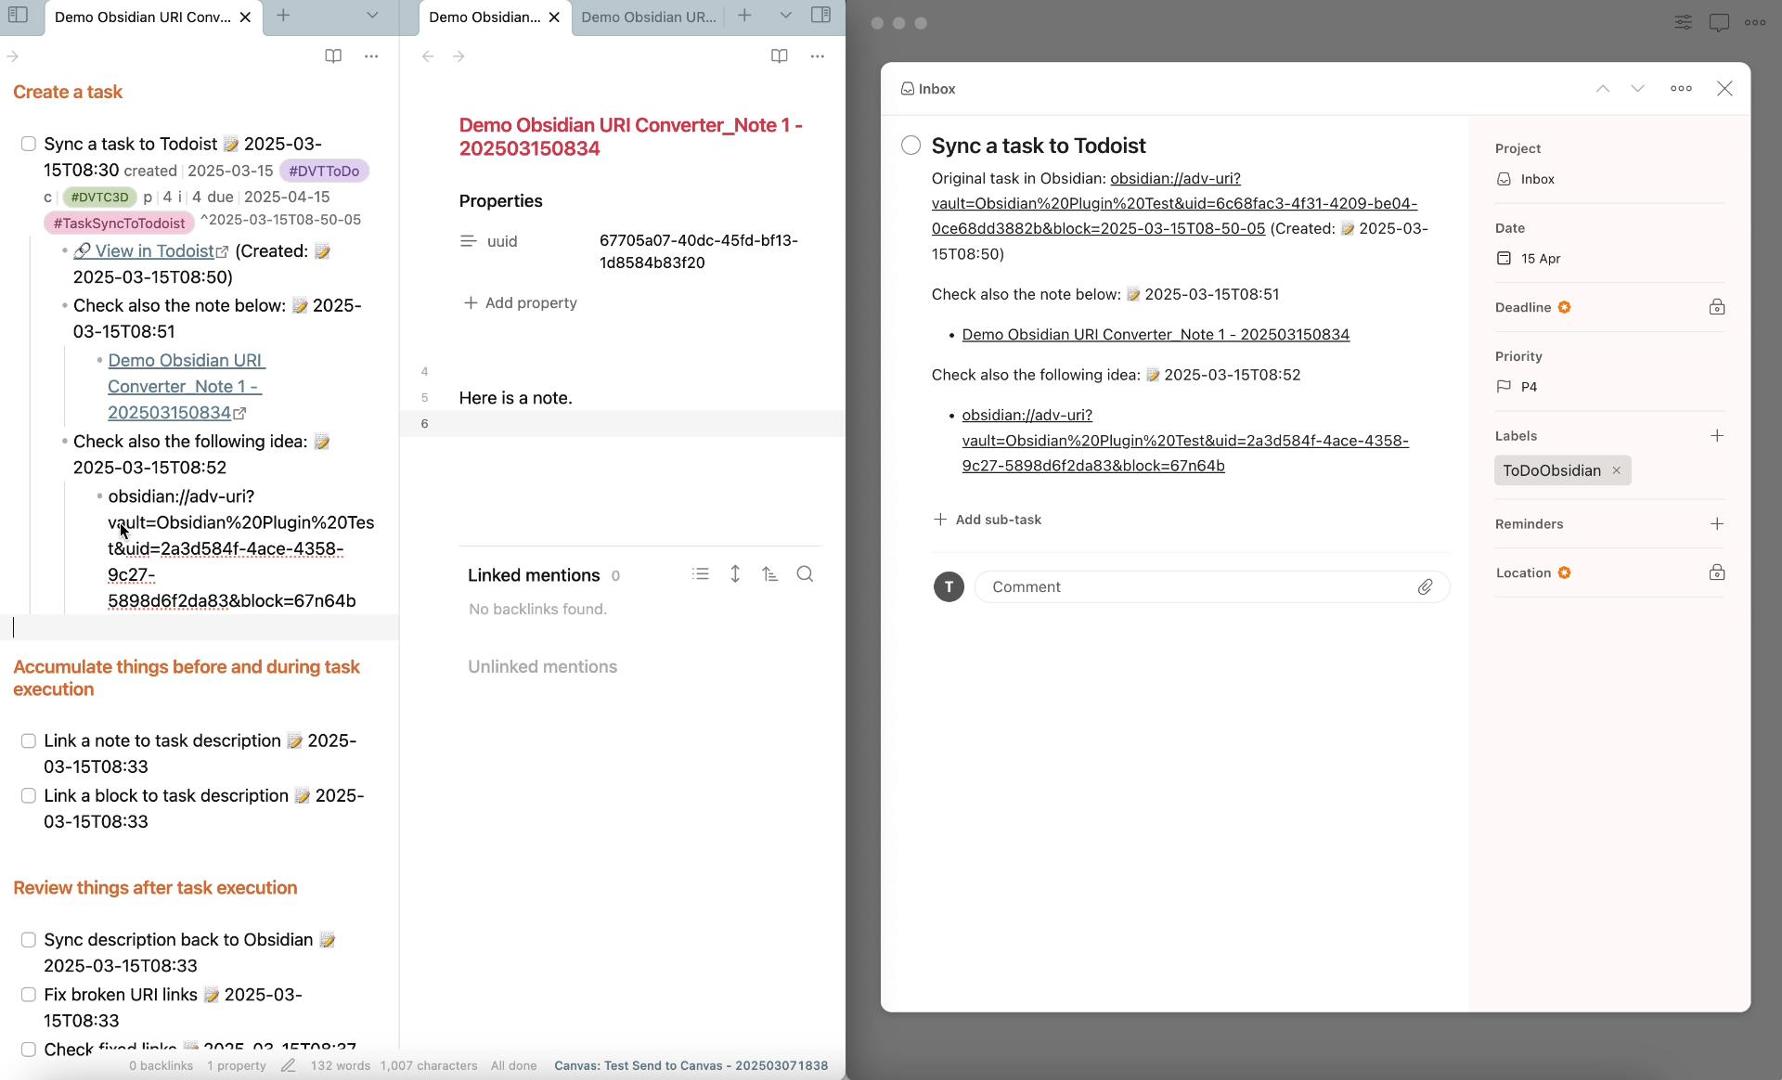 Demo Obsidian URI Conv...
Demo Obsidian...
Demo Obsidian UR...
Create a task
Sync a task to Todoist 📝 2025-03-
15T08:30 created 2025-03-15 #DVTToDo
c #DVTC3D p 4 i 4 due 2025-04-15
#TaskSyncToTodoist ^2025-03-15T08-50-05
🔗 View in Todoist (Created: 📝
2025-03-15T08:50)
Check also the note below: 📝 2025-
03-15T08:51
Demo Obsidian URI
Converter_Note 1 -
202503150834
Check also the following idea: 📝
2025-03-15T08:52
obsidian://adv-uri?
vault=Obsidian%20Plugin%20Tes
t&uid=2a3d584f-4ace-4358-
9c27-
5898d6f2da83&block=67n64b
Accumulate things before and during task
execution
Link a note to task description 📝 2025-
03-15T08:33
Link a block to task description 📝 2025-
03-15T08:33
Review things after task execution
Sync description back to Obsidian 📝
2025-03-15T08:33
Fix broken URI links 📝 2025-03-
15T08:33
Check fixed links 📝 2025-03-15T08:37
Demo Obsidian URI Converter_Note 1 -
202503150834
Properties
uuid
67705a07-40dc-45fd-bf13-
1d8584b83f20
Add property
4
5 Here is a note.
6
Linked mentions 0
No backlinks found.
Unlinked mentions
0 backlinks 1 property 132 words 1,007 characters All done Canvas: Test Send to Canvas - 202503071838
Inbox
Sync a task to Todoist
Original task in Obsidian: obsidian://adv-uri?
vault=Obsidian%20Plugin%20Test&uid=6c68fac3-4f31-4209-be04-
0ce68dd3882b&block=2025-03-15T08-50-05 (Created: 📝 2025-03-
15T08:50)
Check also the note below: 📝 2025-03-15T08:51
Demo Obsidian URI Converter_Note 1 - 202503150834
Check also the following idea: 📝 2025-03-15T08:52
obsidian://adv-uri?
vault=Obsidian%20Plugin%20Test&uid=2a3d584f-4ace-4358-
9c27-5898d6f2da83&block=67n64b
Add sub-task
T
Comment
Project
Inbox
Date
15 Apr
Deadline
Priority
P4
Labels
ToDoObsidian
Reminders
Location